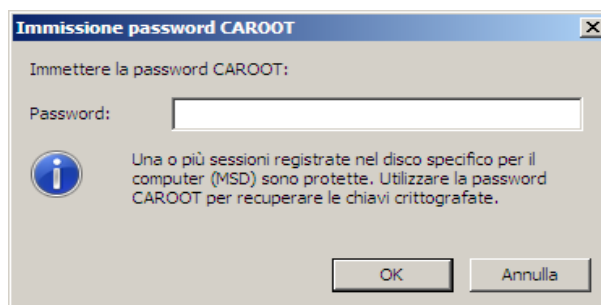 Immissione password CAROOT
Immettere la password CAROOT:
Password:
Una o più sessioni registrate nel disco specifico per il
computer (MSD) sono protette. Utilizzare la password
CAROOT per recuperare le chiavi crittografate.
OK
Annulla